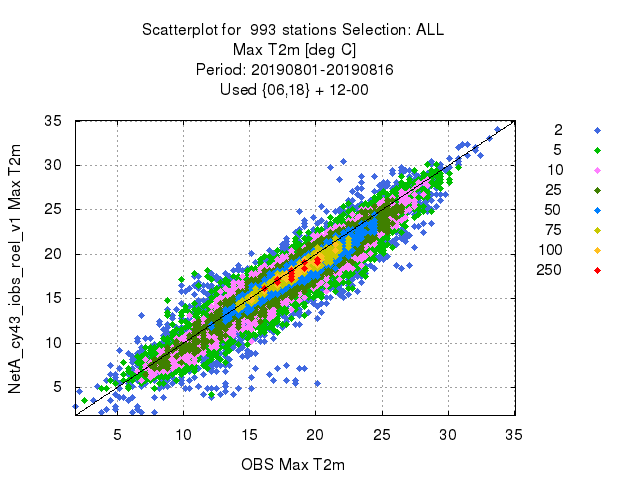 Scatterplot for 993 stations Selection: ALL
Max T2m [deg C]
Period: 20190801-20190816
Used {06,18} + 12-00
NetA_cy43_iobs_roel_v1 Max T2m
35
30
25
20
15
10
5
5 10 15 20 25 30 35
OBS Max T2m
2
5
10
25
50
75
100
250